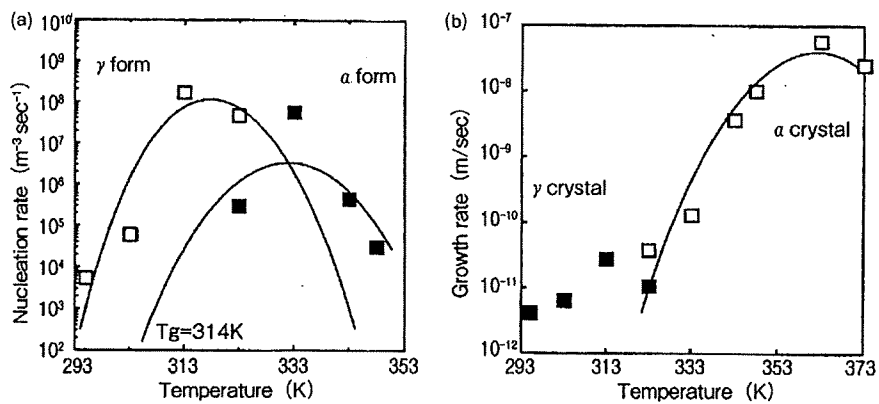 (a)
10¹⁰
10⁹
10⁸
10⁷
10⁶
10⁵
10⁴
10³
10²
Nucleation rate (m⁻³ sec⁻¹)
γ form
α form
Tg=314K
293 313 333 353
Temperature (K)
(b)
10⁻⁷
10⁻⁸
10⁻⁹
10⁻¹⁰
10⁻¹¹
10⁻¹²
Growth rate (m/sec)
γ crystal
α crystal
293 313 333 353 373
Temperature (K)